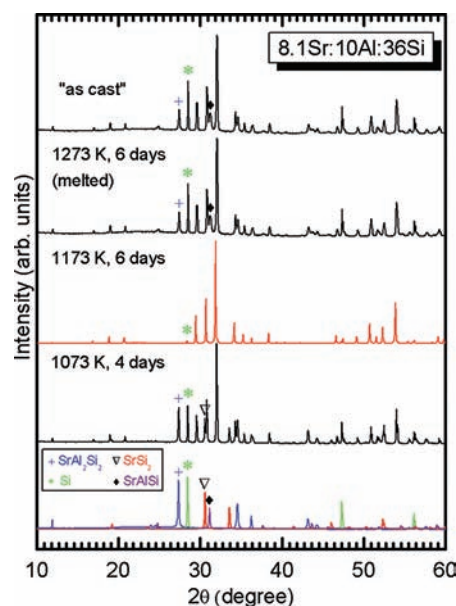 8.1Sr:10Al:36Si
"as cast"
1273 K, 6 days
(melted)
1173 K, 6 days
1073 K, 4 days
+ SrAl₂Si₂ ▽ SrSi₂
* Si ◆ SrAlSi
Intensity (arb. units)
10 20 30 40 50 60
2θ (degree)